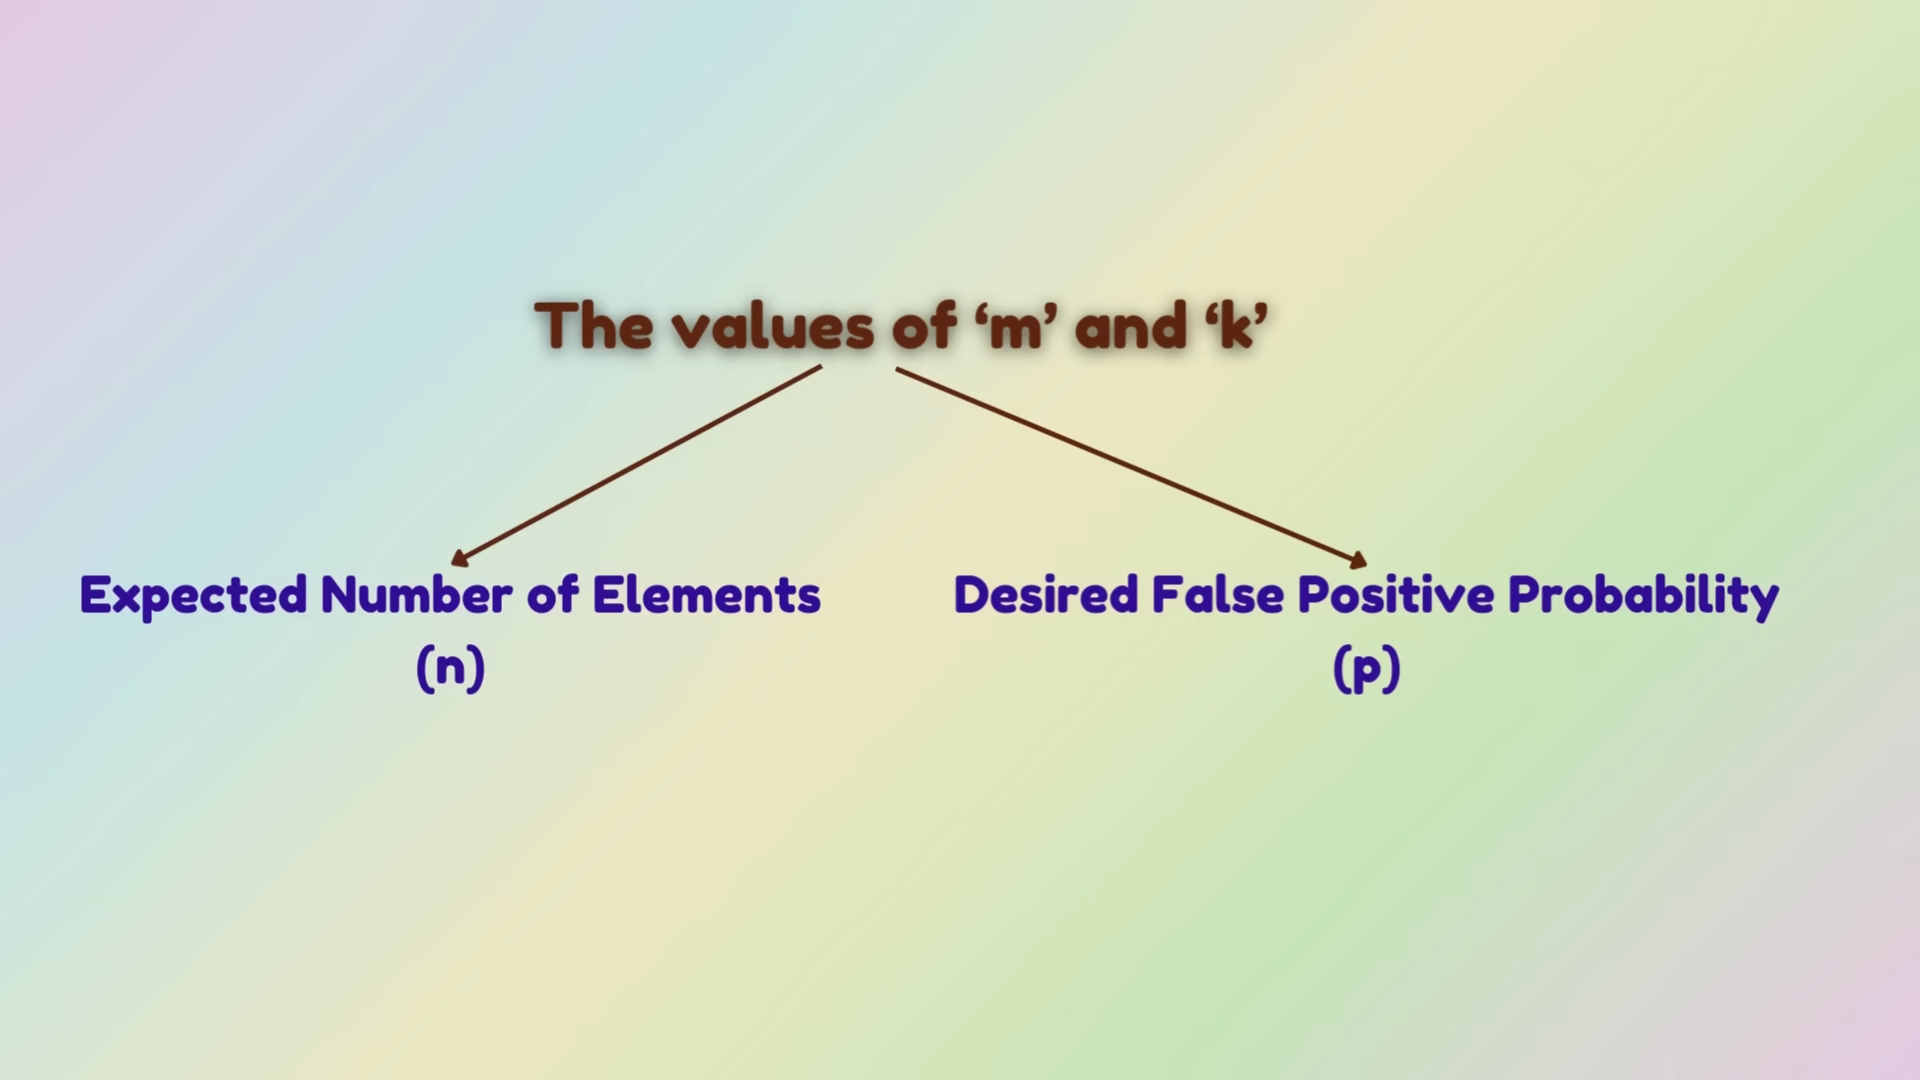 The values of ‘m’ and ‘k’
Expected Number of Elements
(n)
Desired False Positive Probability
(p)